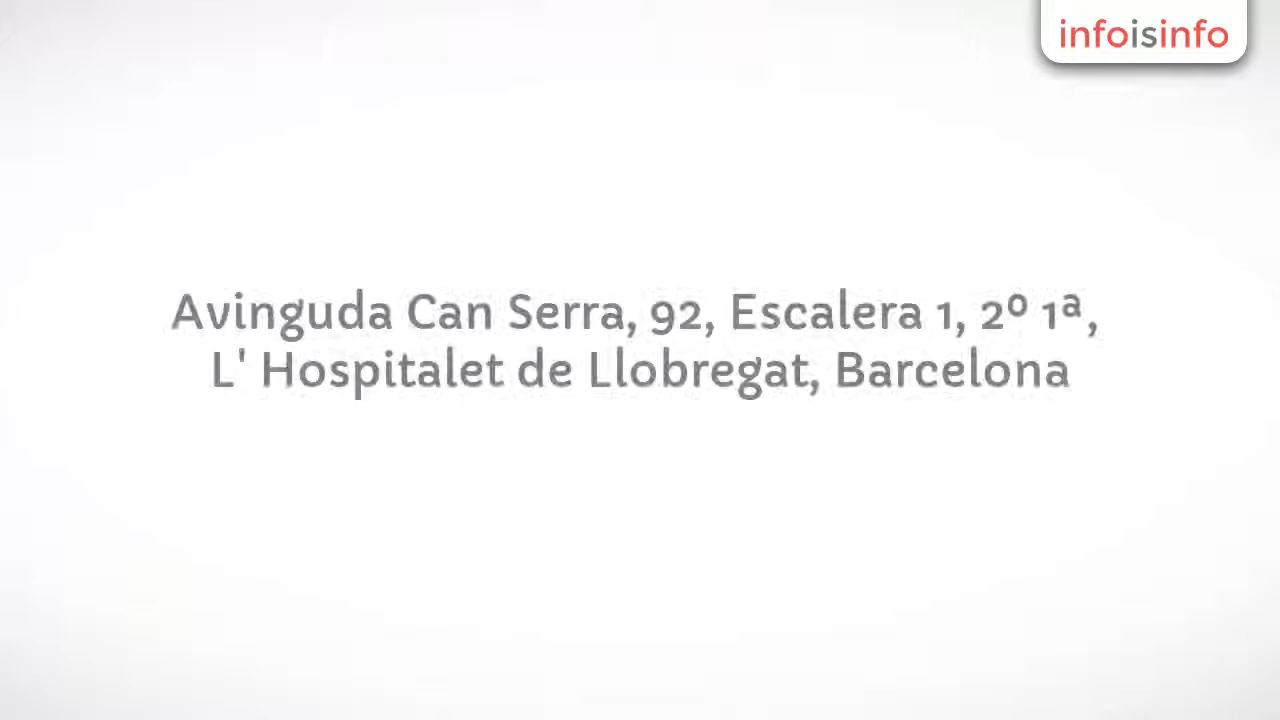 infoisinfo
Avinguda Can Serra, 92, Escalera 1, 2º 1ª,
L' Hospitalet de Llobregat, Barcelona